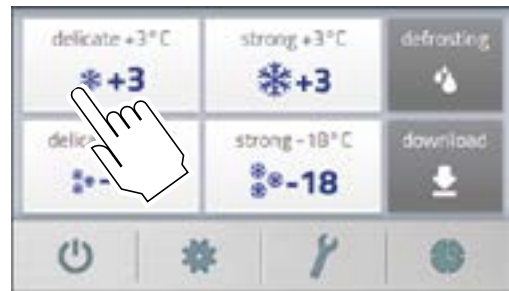 delicate +3°C
strong +3°C
defrosting
+3
+3
strong -18°C
download
-18